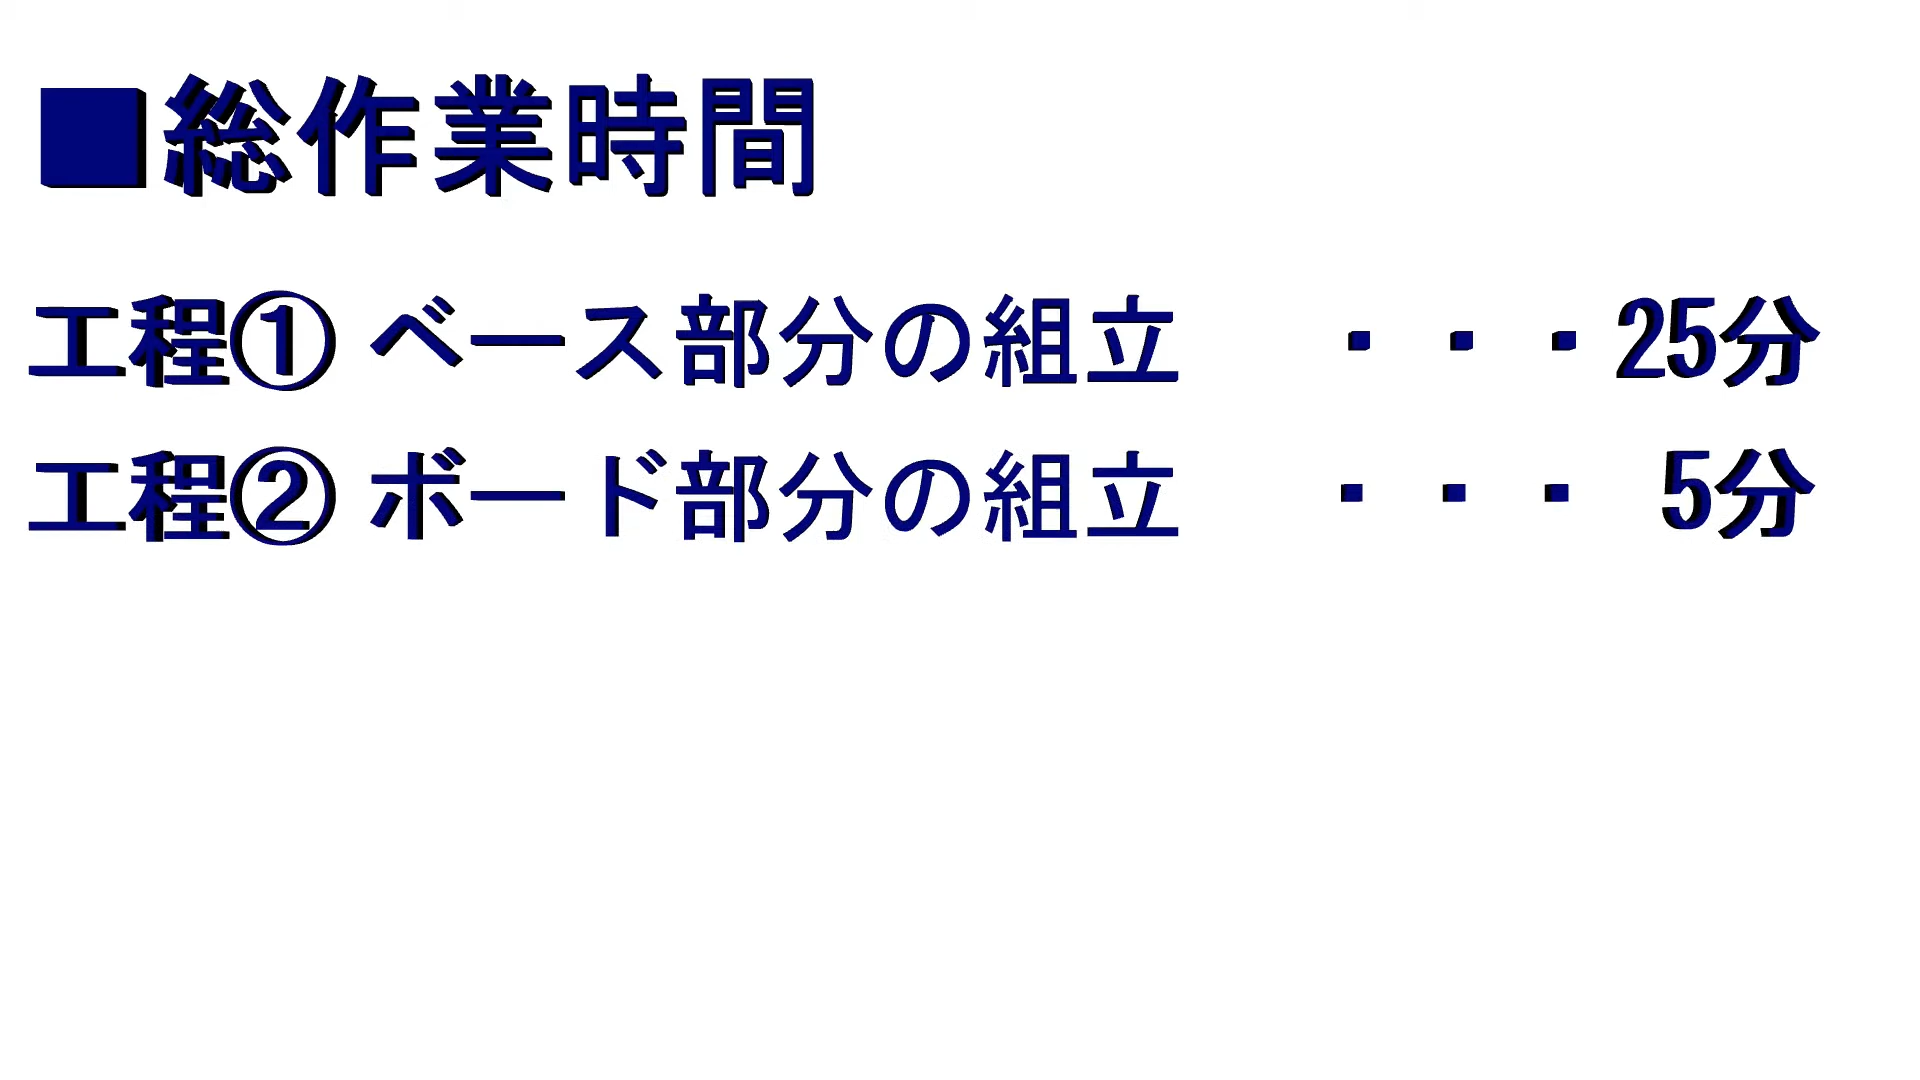 ■総作業時間
工程① ベース部分の組立 ・・・25分
工程② ボード部分の組立 ・・・ 5分